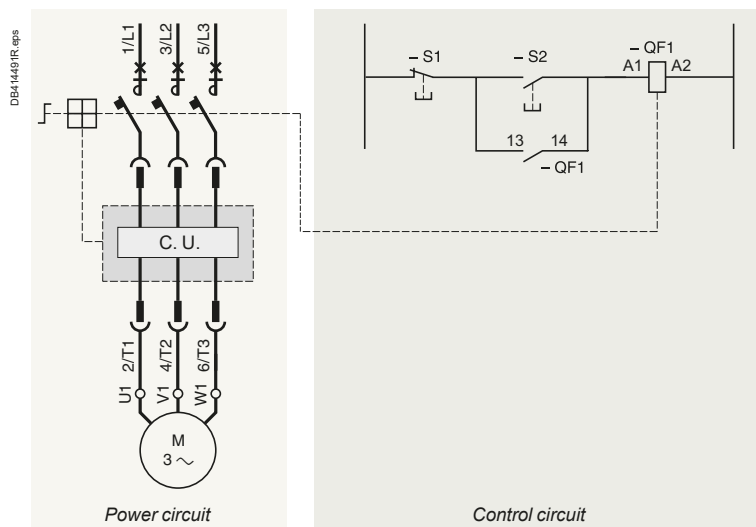 DB414491R.eps
1/L1
3/L2
5/L3
C. U.
2/T1
4/T2
6/T3
U1
V1
W1
M
3 ~
Power circuit
– S1
– S2
– QF1
A1 A2
13 14
– QF1
Control circuit